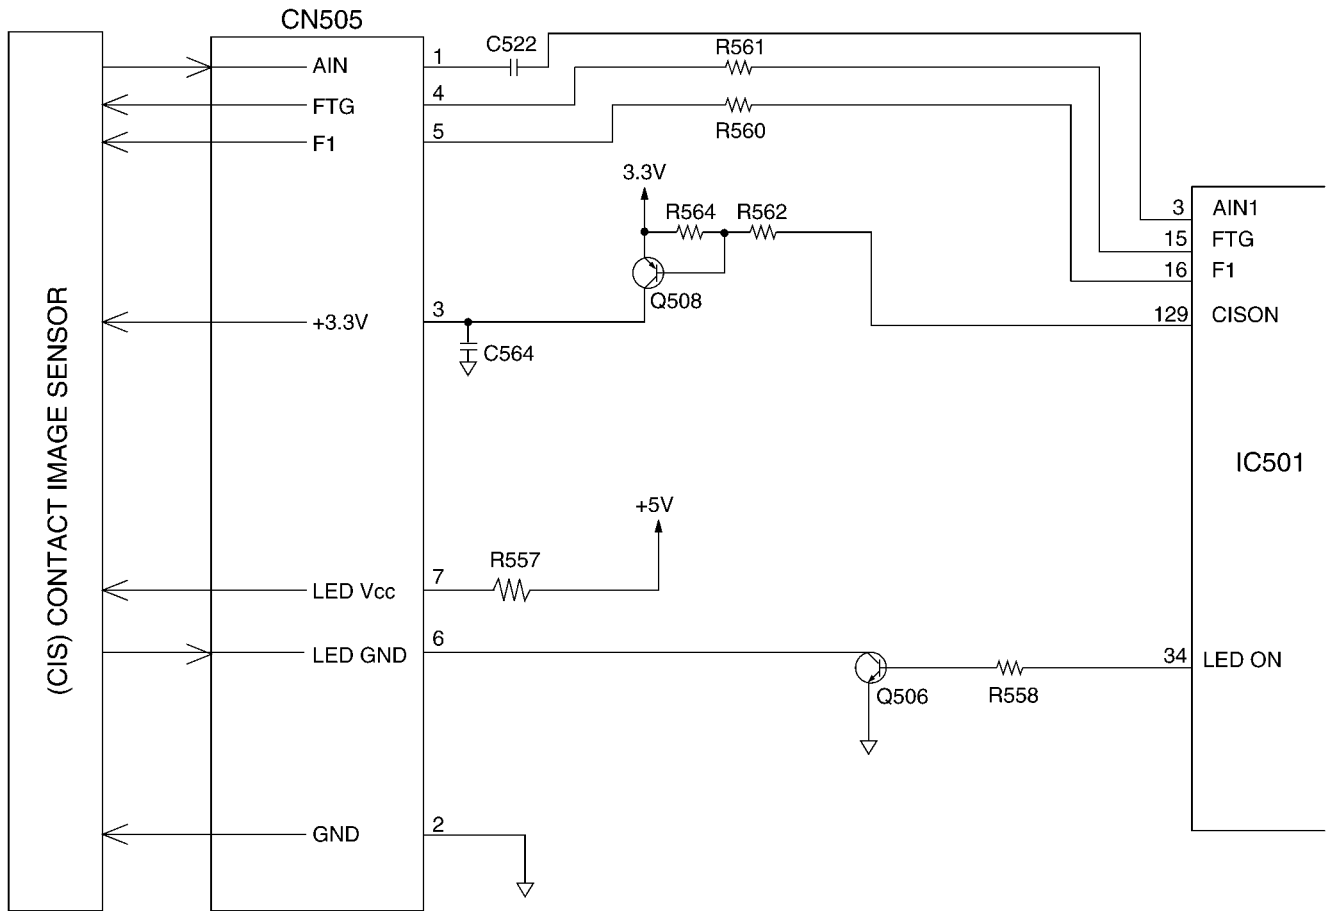 CN505
AIN
1
C522
R561
FTG
4
F1
5
R560
3.3V
R564
R562
3
AIN1
15
FTG
16
F1
Q508
129
CISON
+3.3V
3
C564
(CIS) CONTACT IMAGE SENSOR
IC501
+5V
R557
LED Vcc
7
LED GND
6
34
LED ON
Q506
R558
GND
2